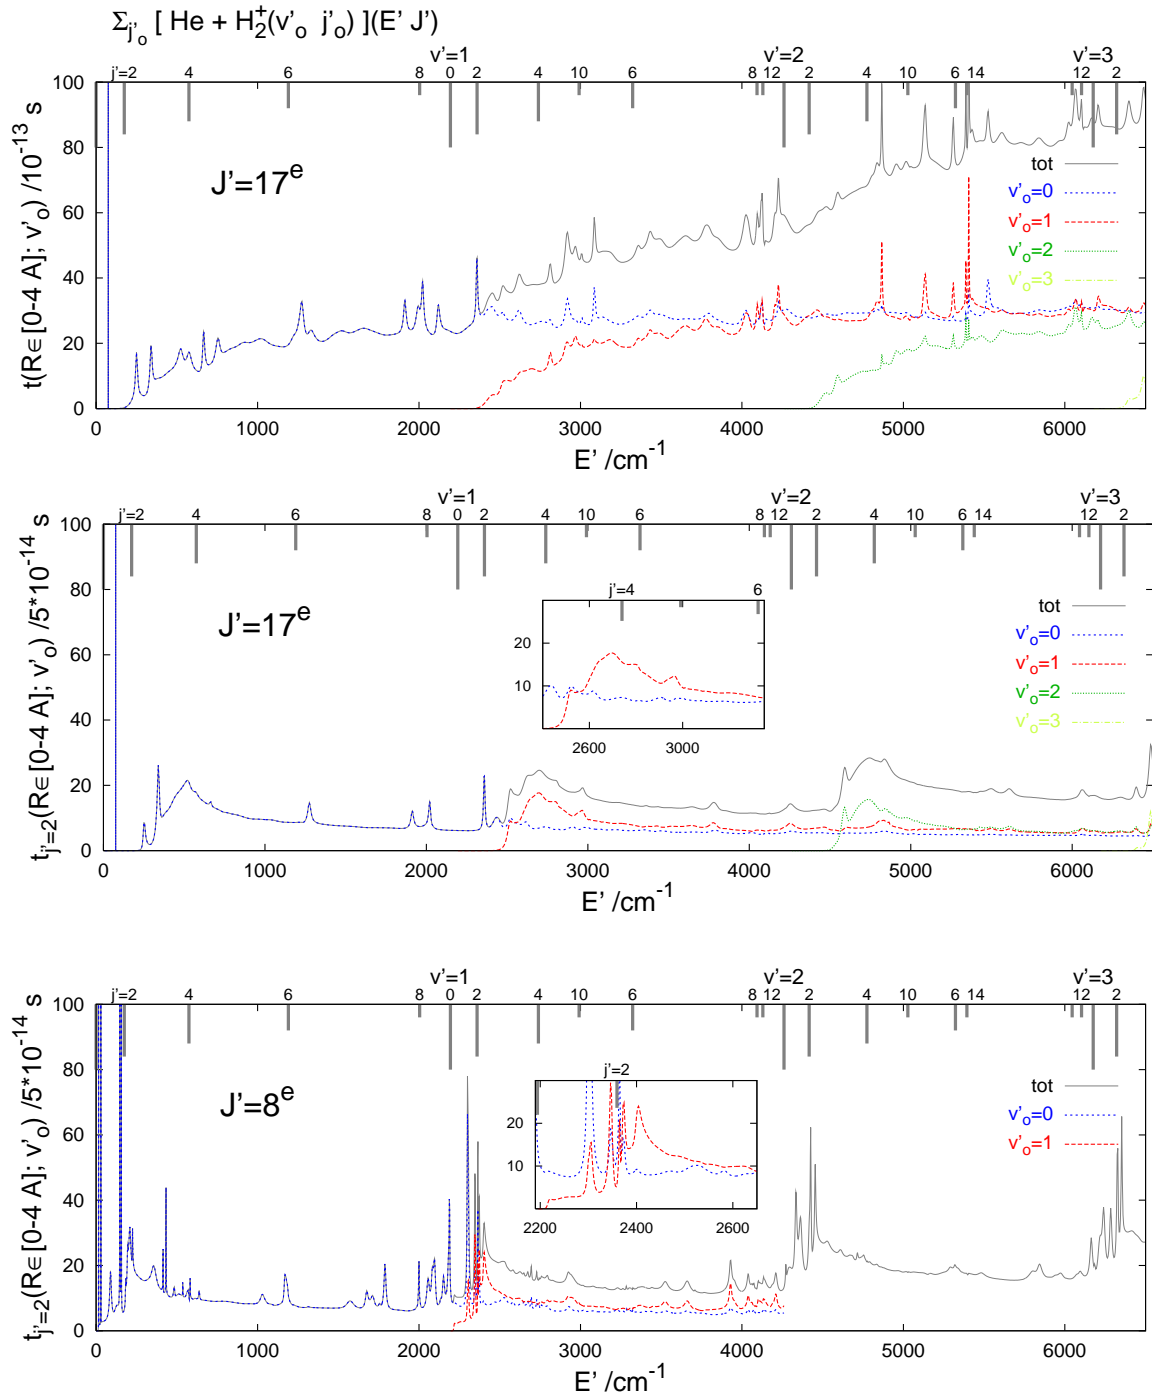 Σj'o [ He + H2+(v'o j'o) ](E' J')
v'=1 v'=2 v'=3
j'=2 4 6 8 0 2 4 10 6 8 12 4 10 6 14 12 2
100
80
60
40
20
0
t(R∈[0-4 A]; v'o) /10-13 s
J'=17e
tot
v'o=0
v'o=1
v'o=2
v'o=3
0 1000 2000 3000 4000 5000 6000
E' /cm-1
v'=1 v'=2 v'=3
j'=2 4 6 8 0 2 4 10 6 8 12 2 4 10 6 14 12 2
100
80
60
40
20
0
tj'=2(R∈[0-4 A]; v'o) /5*10-14 s
J'=17e
j'=4 6
20
10
2600 3000
tot
v'o=0
v'o=1
v'o=2
v'o=3
0 1000 2000 3000 4000 5000 6000
E' /cm-1
v'=1 v'=2 v'=3
j'=2 4 6 8 0 2 4 10 6 8 12 2 4 10 6 14 12 2
100
80
60
40
20
0
tj'=2(R∈[0-4 A]; v'o) /5*10-14 s
J'=8e
j'=2
20
10
2200 2400 2600
tot
v'o=0
v'o=1
0 1000 2000 3000 4000 5000 6000
E' /cm-1